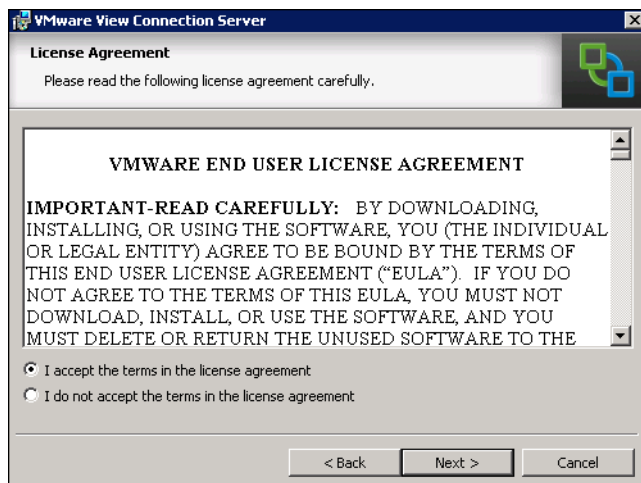 VMware View Connection Server
License Agreement
Please read the following license agreement carefully.
VMWARE END USER LICENSE AGREEMENT
IMPORTANT-READ CAREFULLY: BY DOWNLOADING,
INSTALLING, OR USING THE SOFTWARE, YOU (THE INDIVIDUAL
OR LEGAL ENTITY) AGREE TO BE BOUND BY THE TERMS OF
THIS END USER LICENSE AGREEMENT (“EULA”). IF YOU DO
NOT AGREE TO THE TERMS OF THIS EULA, YOU MUST NOT
DOWNLOAD, INSTALL, OR USE THE SOFTWARE, AND YOU
MUST DELETE OR RETURN THE UNUSED SOFTWARE TO THE
I accept the terms in the license agreement
I do not accept the terms in the license agreement
< Back Next > Cancel